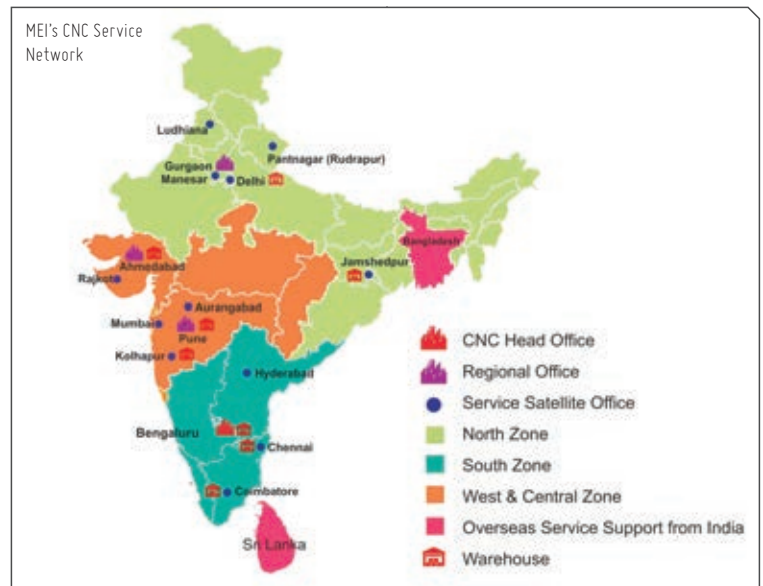 MEI's CNC Service
Network
Ludhiana
Pantnagar (Rudrapur)
Gurgaon
Manesar
Delhi
Bangladesh
Ahmedabad
Jamshedpur
Rajkot
Aurangabad
Mumbai
Pune
Kolhapur
Hyderabad
Bengaluru
Chennai
Coimbatore
Sri Lanka
CNC Head Office
Regional Office
Service Satellite Office
North Zone
South Zone
West & Central Zone
Overseas Service Support from India
Warehouse